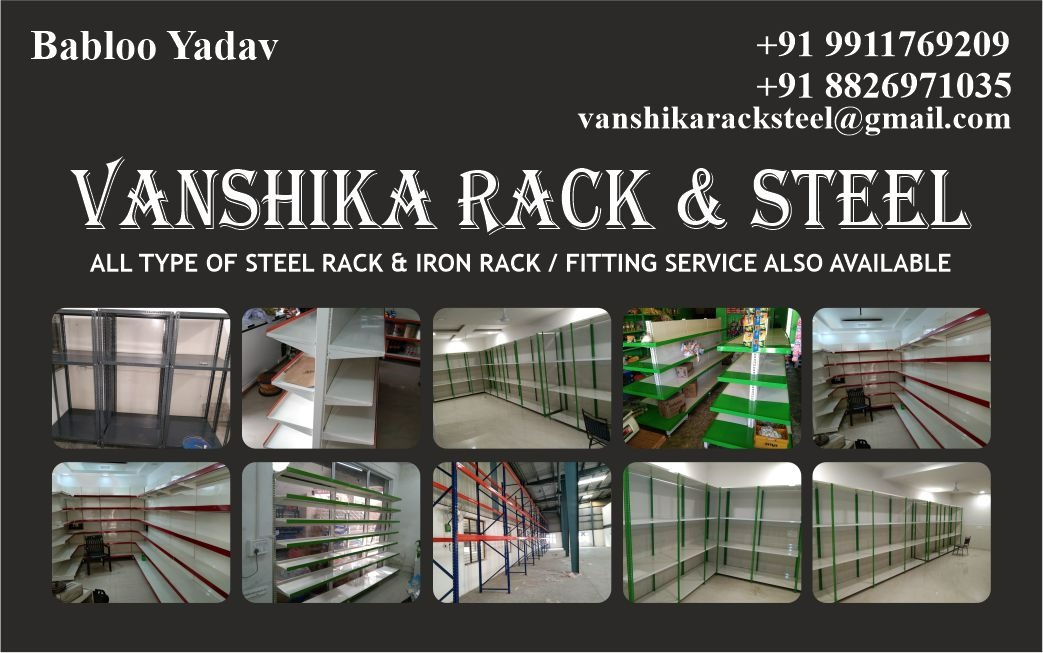 Babloo Yadav
+91 9911769209
+91 8826971035
vanshikaracksteel@gmail.com
VANSHIKA RACK & STEEL
ALL TYPE OF STEEL RACK & IRON RACK / FITTING SERVICE ALSO AVAILABLE